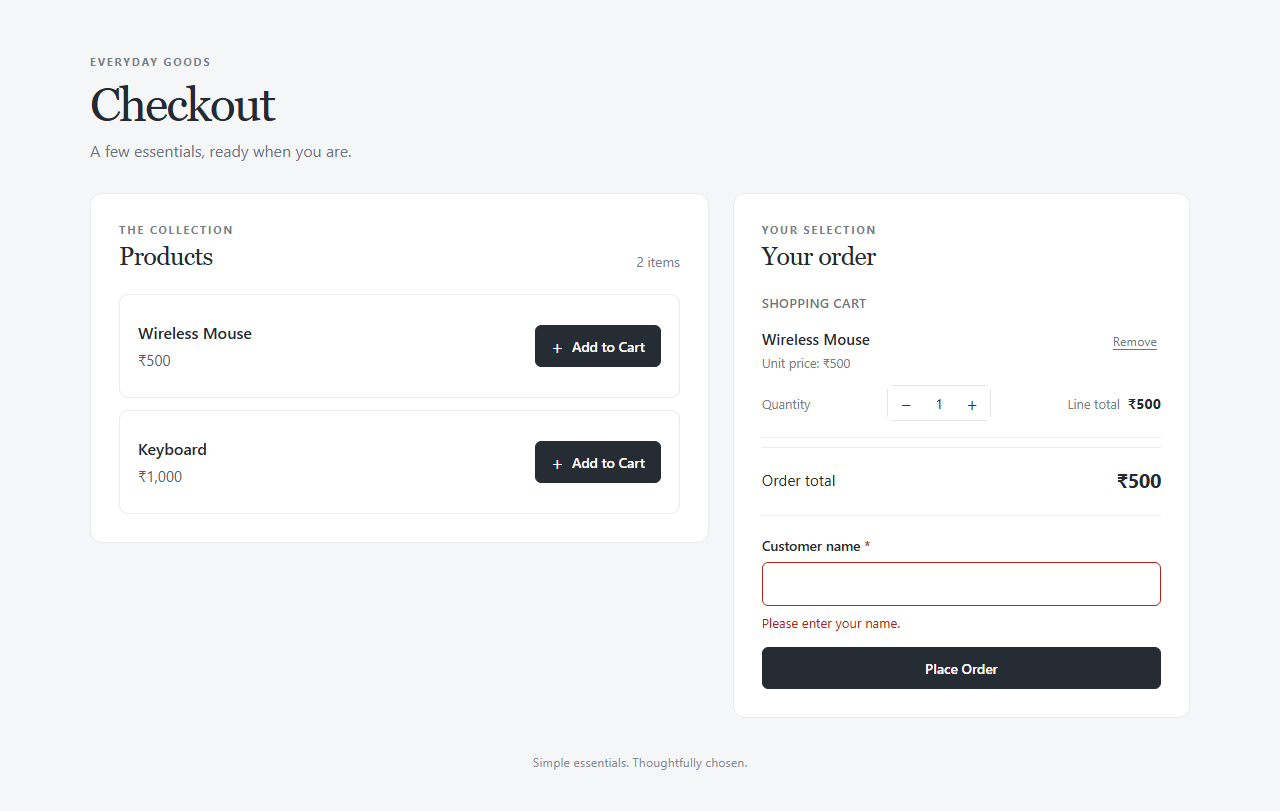 EVERYDAY GOODS
Checkout
A few essentials, ready when you are.
THE COLLECTION
Products
2 items
Wireless Mouse
₹500
+ Add to Cart
Keyboard
₹1,000
+ Add to Cart
YOUR SELECTION
Your order
SHOPPING CART
Wireless Mouse
Remove
Unit price: ₹500
Quantity − 1 + Line total ₹500
Order total ₹500
Customer name *
Please enter your name.
Place Order
Simple essentials. Thoughtfully chosen.